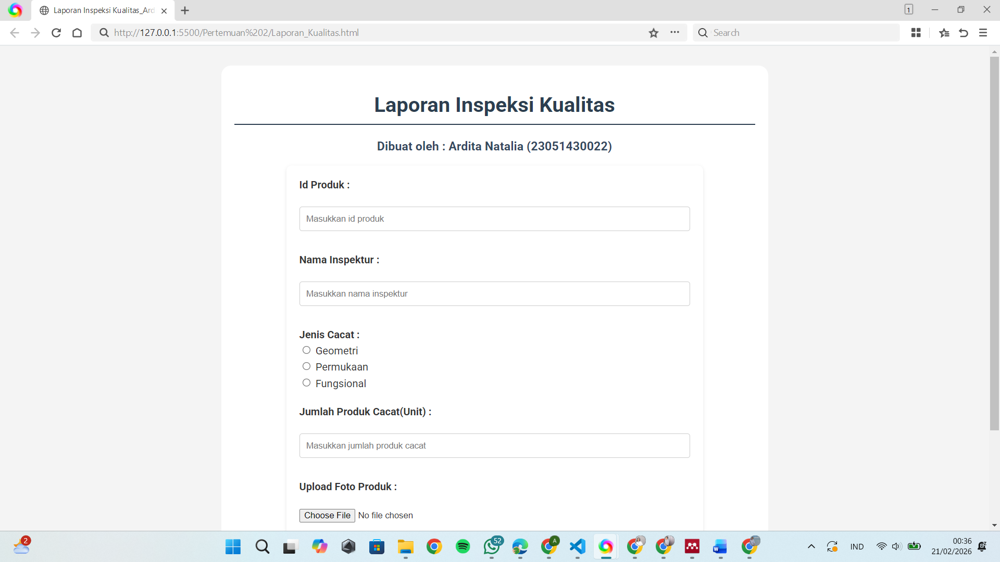 Laporan Inspeksi Kualitas_Ard
1
http://127.0.0.1:5500/Pertemuan%202/Laporan_Kualitas.html
Search
Laporan Inspeksi Kualitas
Dibuat oleh : Ardita Natalia (23051430022)
Id Produk :
Masukkan id produk
Nama Inspektur :
Masukkan nama inspektur
Jenis Cacat :
Geometri
Permukaan
Fungsional
Jumlah Produk Cacat(Unit) :
Masukkan jumlah produk cacat
Upload Foto Produk :
Choose File No file chosen
2
52
A
W
IND
00:36
21/02/2026